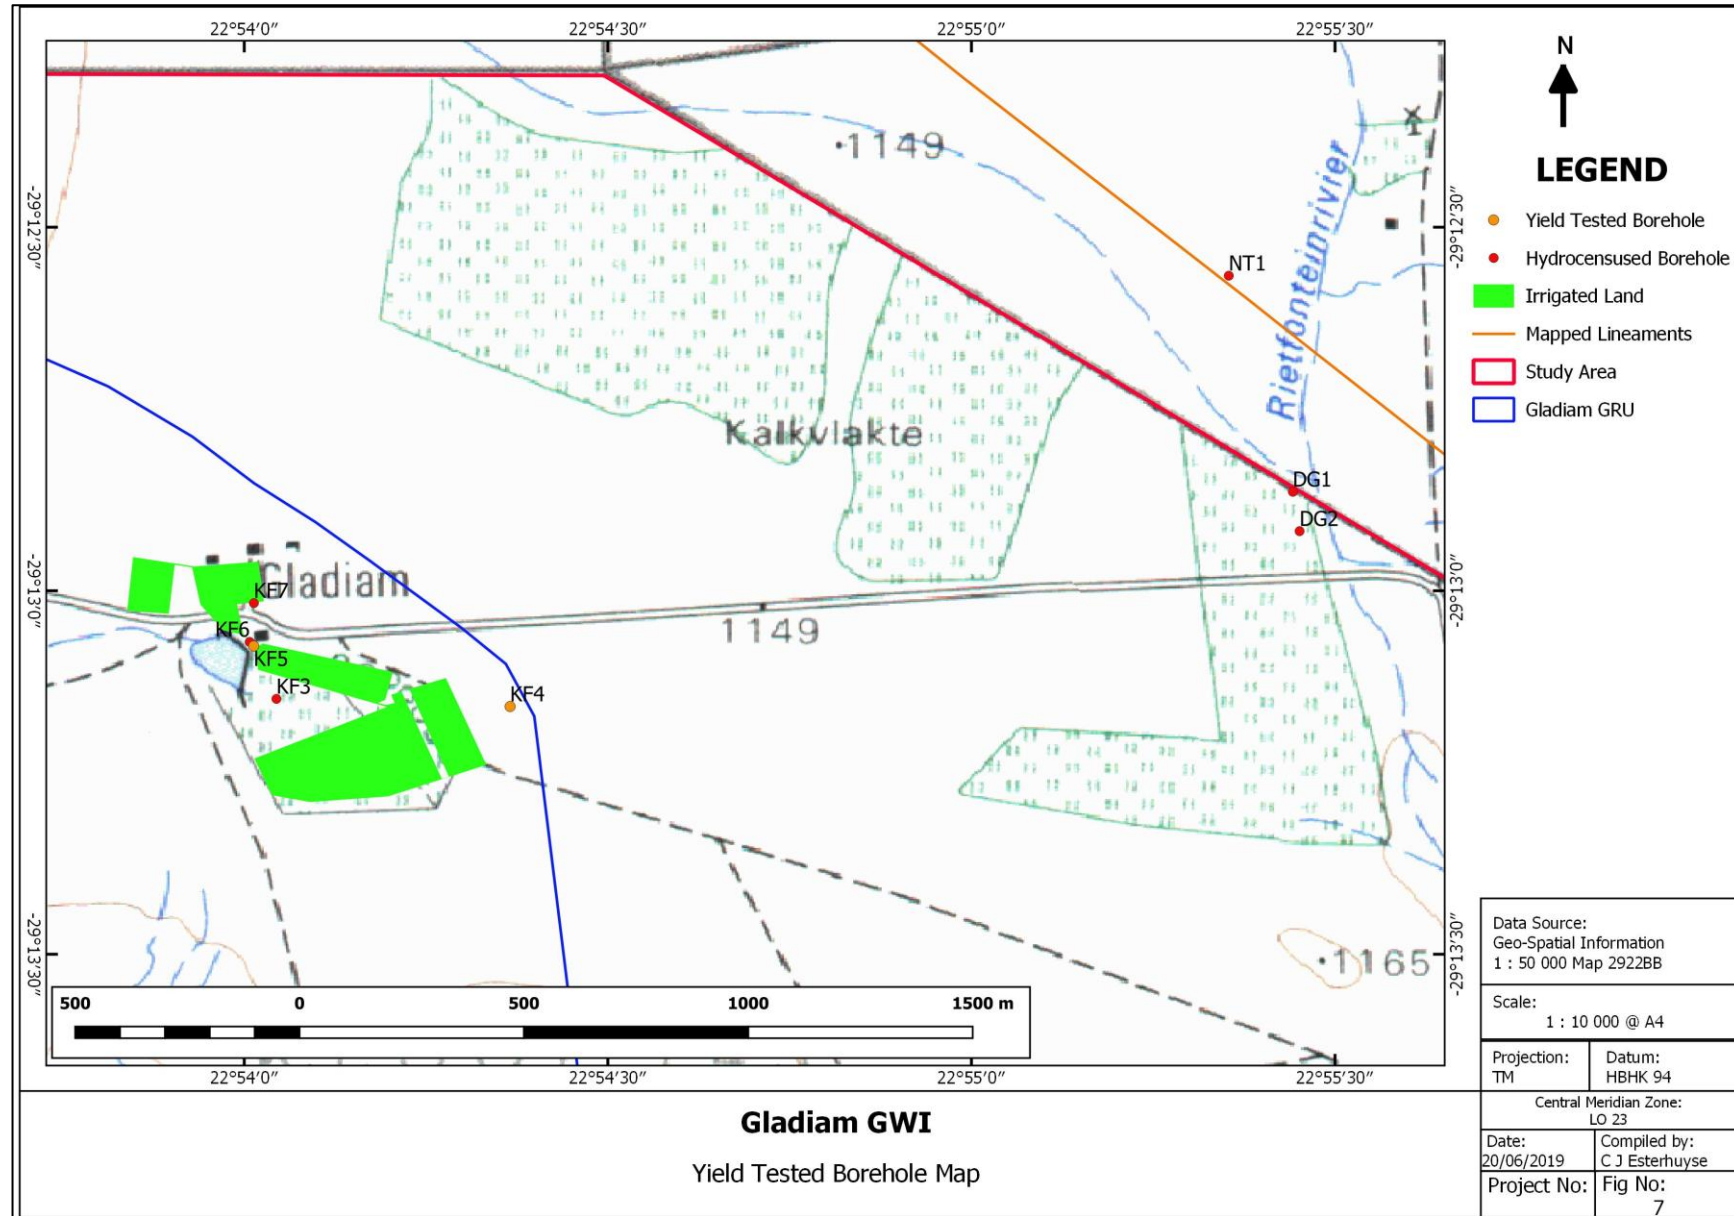 22°54'0"
22°54'30"
22°55'0"
22°55'30"
N
1149
LEGEND
Rietfonteinrivier
-29°12'30"
-29°12'30"
Yield Tested Borehole
NT1
Hydrocensused Borehole
Irrigated Land
Mapped Lineaments
Study Area
Gladiam GRU
Kalkvlakte
DG1
DG2
Gladiam
KF7
-29°13'0"
-29°13'0"
1149
KF6
KF5
KF3
KF4
-29°13'30"
-29°13'30"
1165
500 0 500 1000 1500 m
22°54'0"
22°54'30"
22°55'0"
22°55'30"
Data Source:
Geo-Spatial Information
1 : 50 000 Map 2922BB
Scale:
1 : 10 000 @ A4
Projection:
TM
Datum:
HBHK 94
Central Meridian Zone:
LO 23
Date:
20/06/2019
Compiled by:
C J Esterhuyse
Project No:
Fig No:
7
Gladiam GWI
Yield Tested Borehole Map